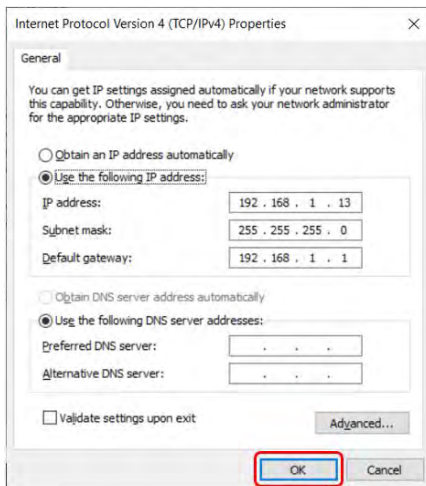 Internet Protocol Version 4 (TCP/IPv4) Properties
General
You can get IP settings assigned automatically if your network supports
this capability. Otherwise, you need to ask your network administrator
for the appropriate IP settings.
Obtain an IP address automatically
Use the following IP address:
IP address: 192 . 168 . 1 . 13
Subnet mask: 255 . 255 . 255 . 0
Default gateway: 192 . 168 . 1 . 1
Obtain DNS server address automatically
Use the following DNS server addresses:
Preferred DNS server: . . .
Alternative DNS server: . . .
Validate settings upon exit
Advanced...
OK Cancel